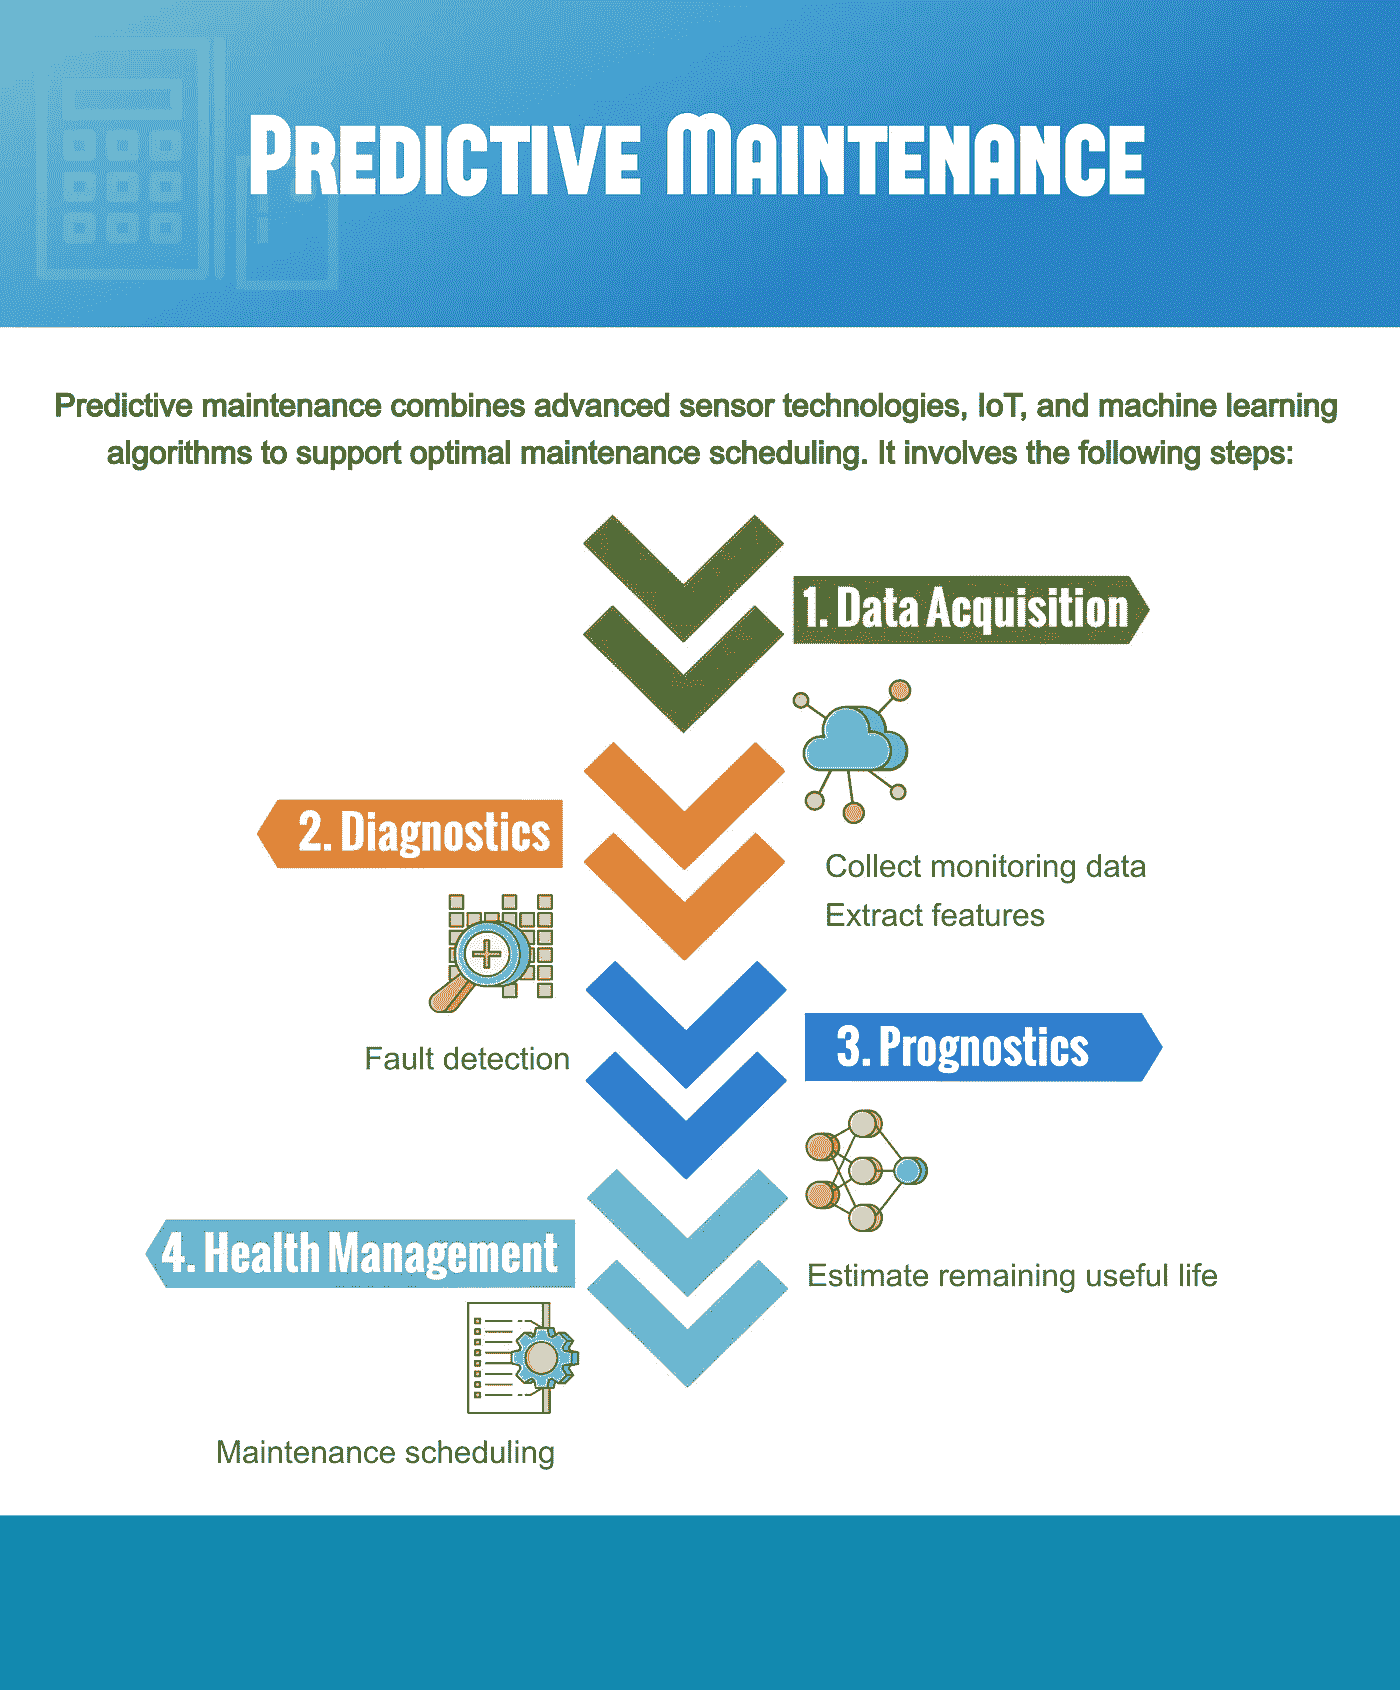 PREDICTIVE MAINTENANCE
Predictive maintenance combines advanced sensor technologies, IoT, and machine learning
algorithms to support optimal maintenance scheduling. It involves the following steps:
1. Data Acquisition
Collect monitoring data
Extract features
2. Diagnostics
Fault detection
3. Prognostics
Estimate remaining useful life
4. Health Management
Maintenance scheduling